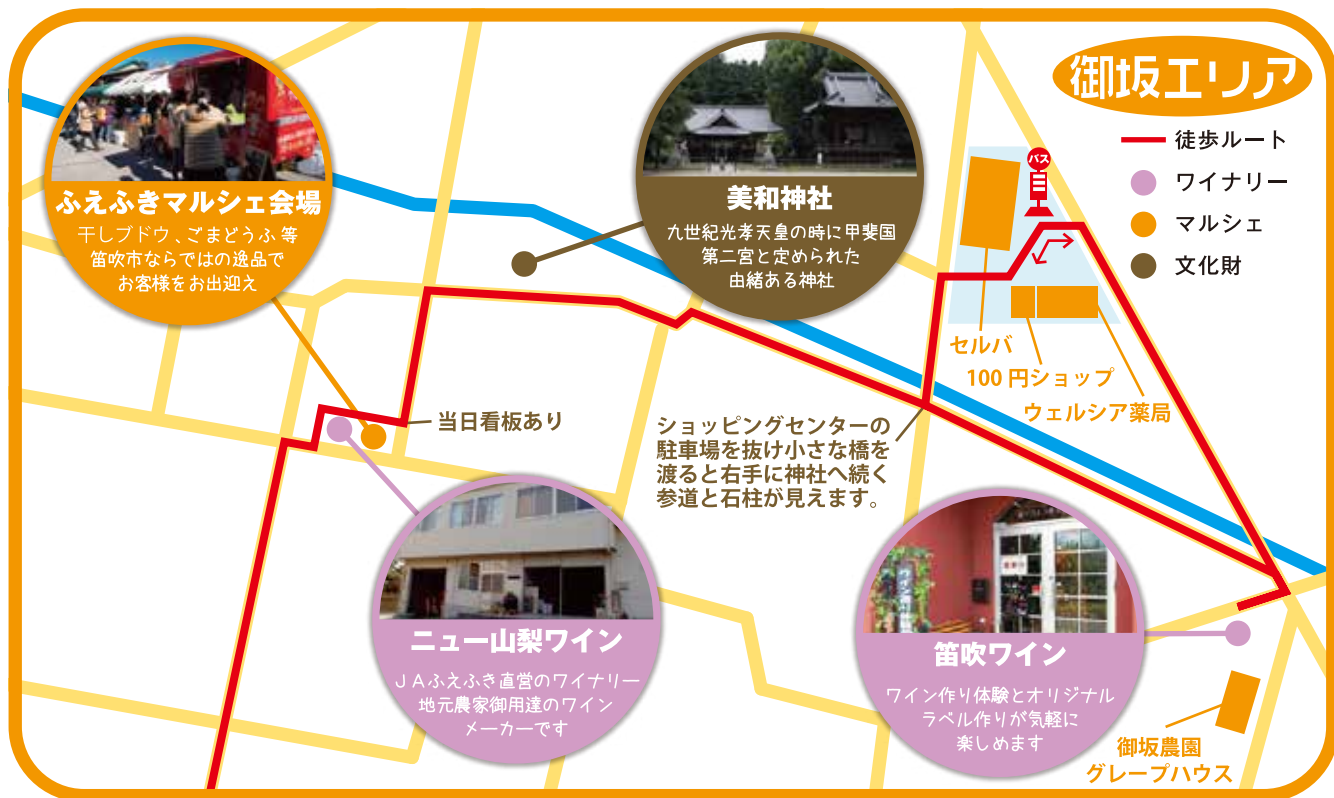 御坂エリア
徒歩ルート
ワイナリー
マルシェ
文化財
ふえふきマルシェ会場
干しブドウ、ごまどうふ等
笛吹市ならではの逸品で
お客様をお出迎え
美和神社
九世紀光孝天皇の時に甲斐国
第二宮と定められた
由緒ある神社
バス
セルバ
100円ショップ
ウェルシア薬局
当日看板あり
ショッピングセンターの
駐車場を抜け小さな橋を
渡ると右手に神社へ続く
参道と石柱が見えます。
ニュー山梨ワイン
JAふえふき直営のワイナリー
地元農家御用達のワイン
メーカーです
笛吹ワイン
ワイン作り体験とオリジナル
ラベル作りが気軽に
楽しめます
御坂農園
グレープハウス